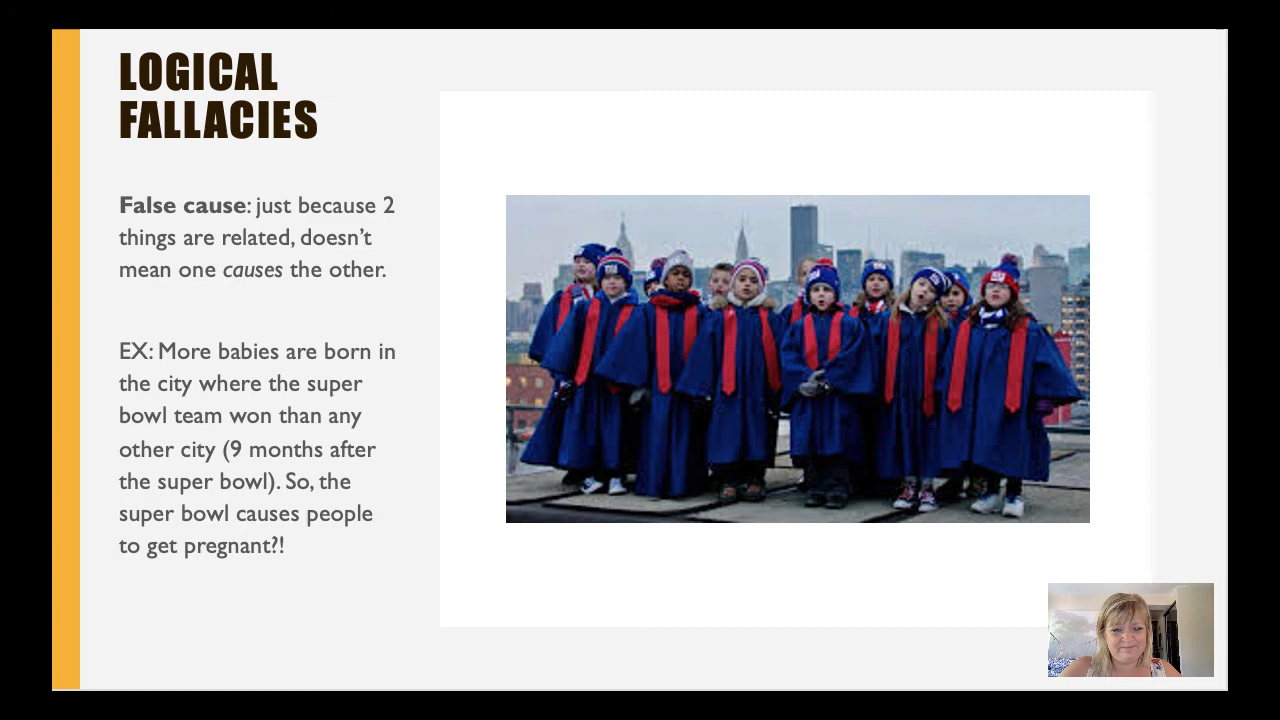 LOGICAL
FALLACIES
False cause: just because 2
things are related, doesn’t
mean one causes the other.
EX: More babies are born in
the city where the super
bowl team won than any
other city (9 months after
the super bowl). So, the
super bowl causes people
to get pregnant?!